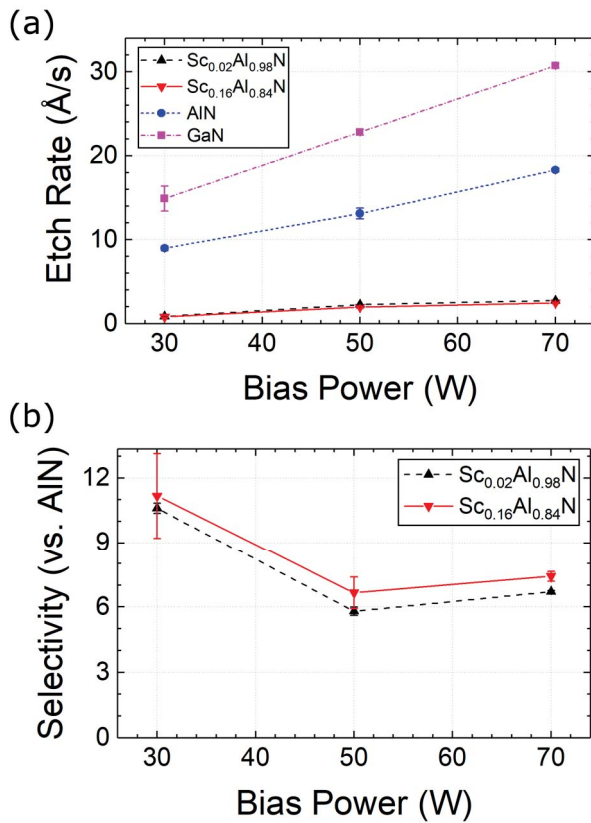 (a)
Etch Rate (Å/s)
30
20
10
0
Sc0.02Al0.98N
Sc0.16Al0.84N
AlN
GaN
30 40 50 60 70
Bias Power (W)
(b)
Selectivity (vs. AlN)
12
9
6
3
0
Sc0.02Al0.98N
Sc0.16Al0.84N
30 40 50 60 70
Bias Power (W)